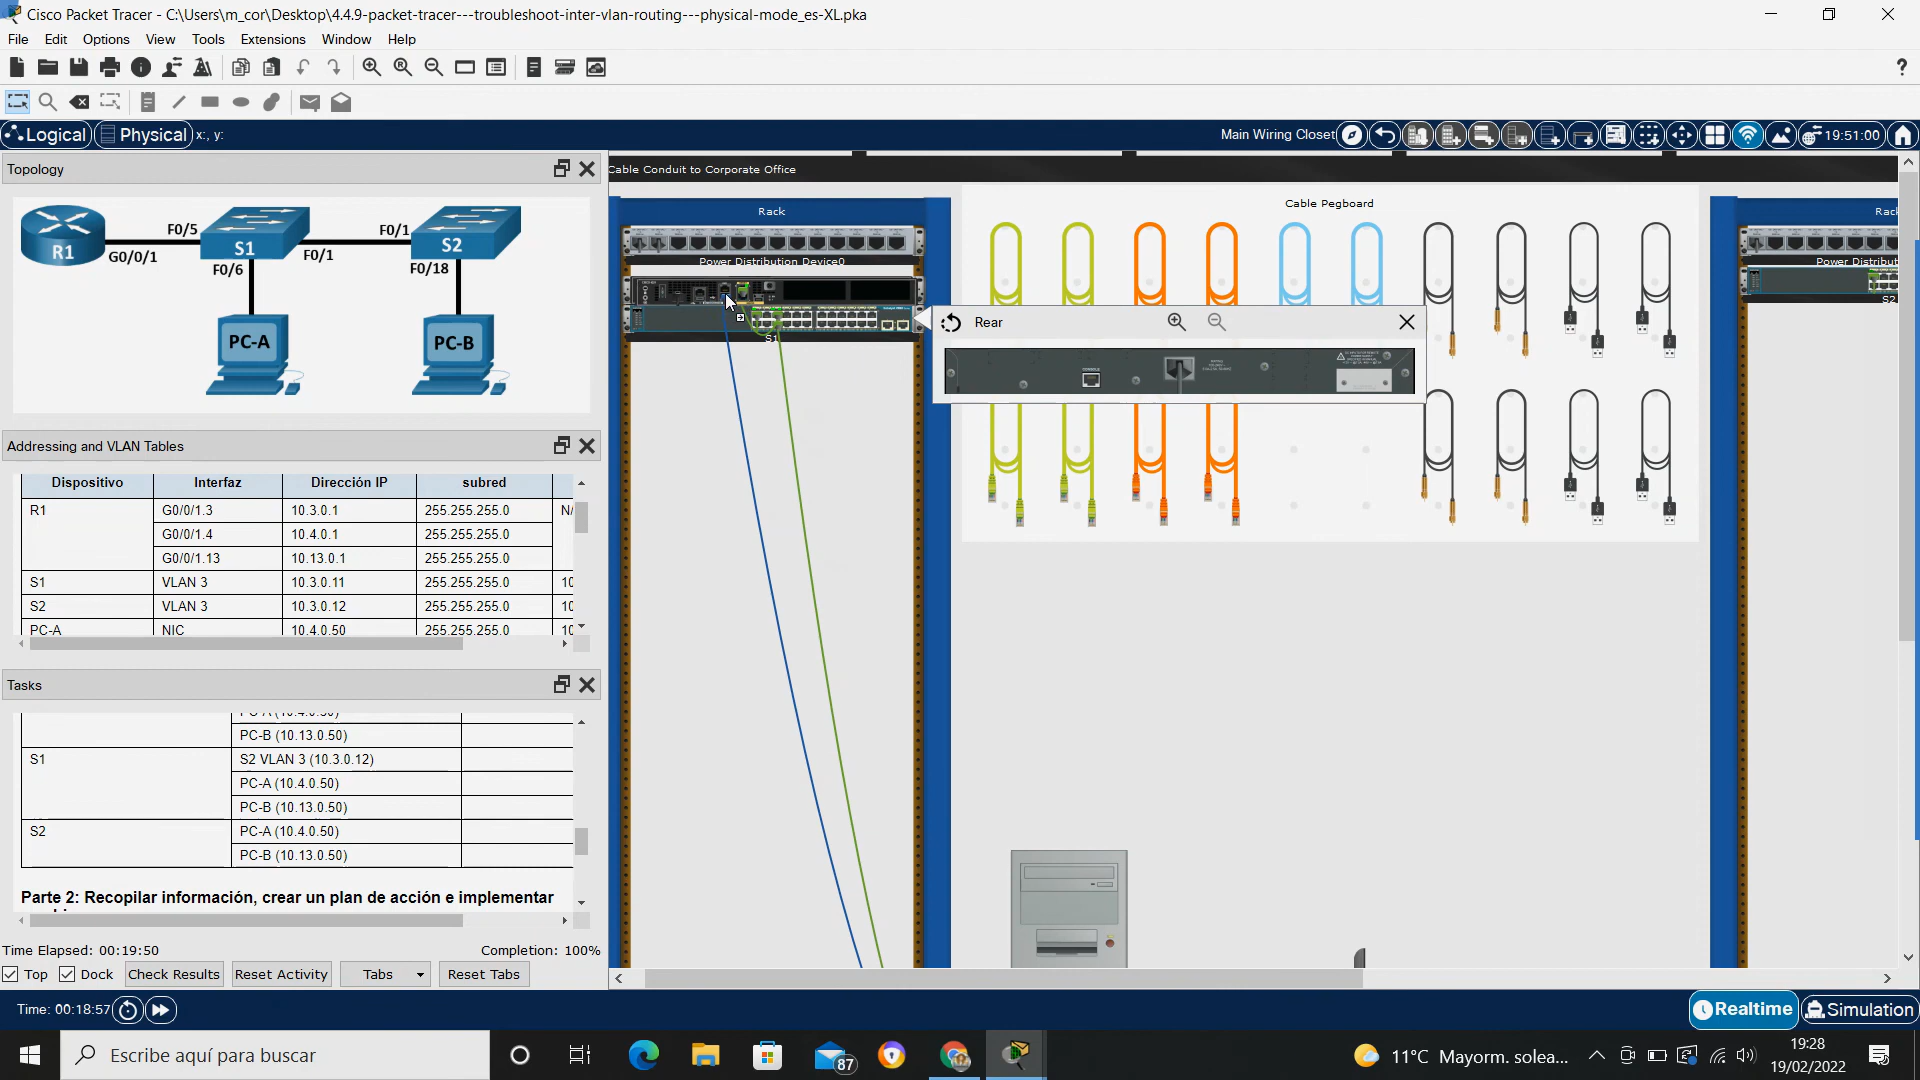 Cisco Packet Tracer - C:\Users\m_cor\Desktop\4.4.9-packet-tracer---troubleshoot-inter-vlan-routing---physical-mode_es-XL.pka
File Edit Options View Tools Extensions Window Help
Logical Physical x:, y: Main Wiring Closet 19:51:00
Topology
R1 G0/0/1 F0/5 S1 F0/1 F0/1 S2
F0/6 F0/18
PC-A PC-B
Addressing and VLAN Tables
Dispositivo Interfaz Dirección IP subred
R1 G0/0/1.3 10.3.0.1 255.255.255.0 N/
G0/0/1.4 10.4.0.1 255.255.255.0
G0/0/1.13 10.13.0.1 255.255.255.0
S1 VLAN 3 10.3.0.11 255.255.255.0 10
S2 VLAN 3 10.3.0.12 255.255.255.0 10
PC-A NIC 10.4.0.50 255.255.255.0 10
Tasks
PC-A (10.4.0.50)
PC-B (10.13.0.50)
S1 S2 VLAN 3 (10.3.0.12)
PC-A (10.4.0.50)
PC-B (10.13.0.50)
S2 PC-A (10.4.0.50)
PC-B (10.13.0.50)
Parte 2: Recopilar información, crear un plan de acción e implementar
Time Elapsed: 00:19:50 Completion: 100%
Top Dock Check Results Reset Activity Tabs Reset Tabs
Cable Conduit to Corporate Office
Rack
Power Distribution Device0
S1
Cable Pegboard
Rear
CONSOLE
Rack
Power Distribut
S2
Time: 00:18:57 Realtime Simulation
Escribe aquí para buscar 87 11°C Mayorm. solea... 19:28
19/02/2022